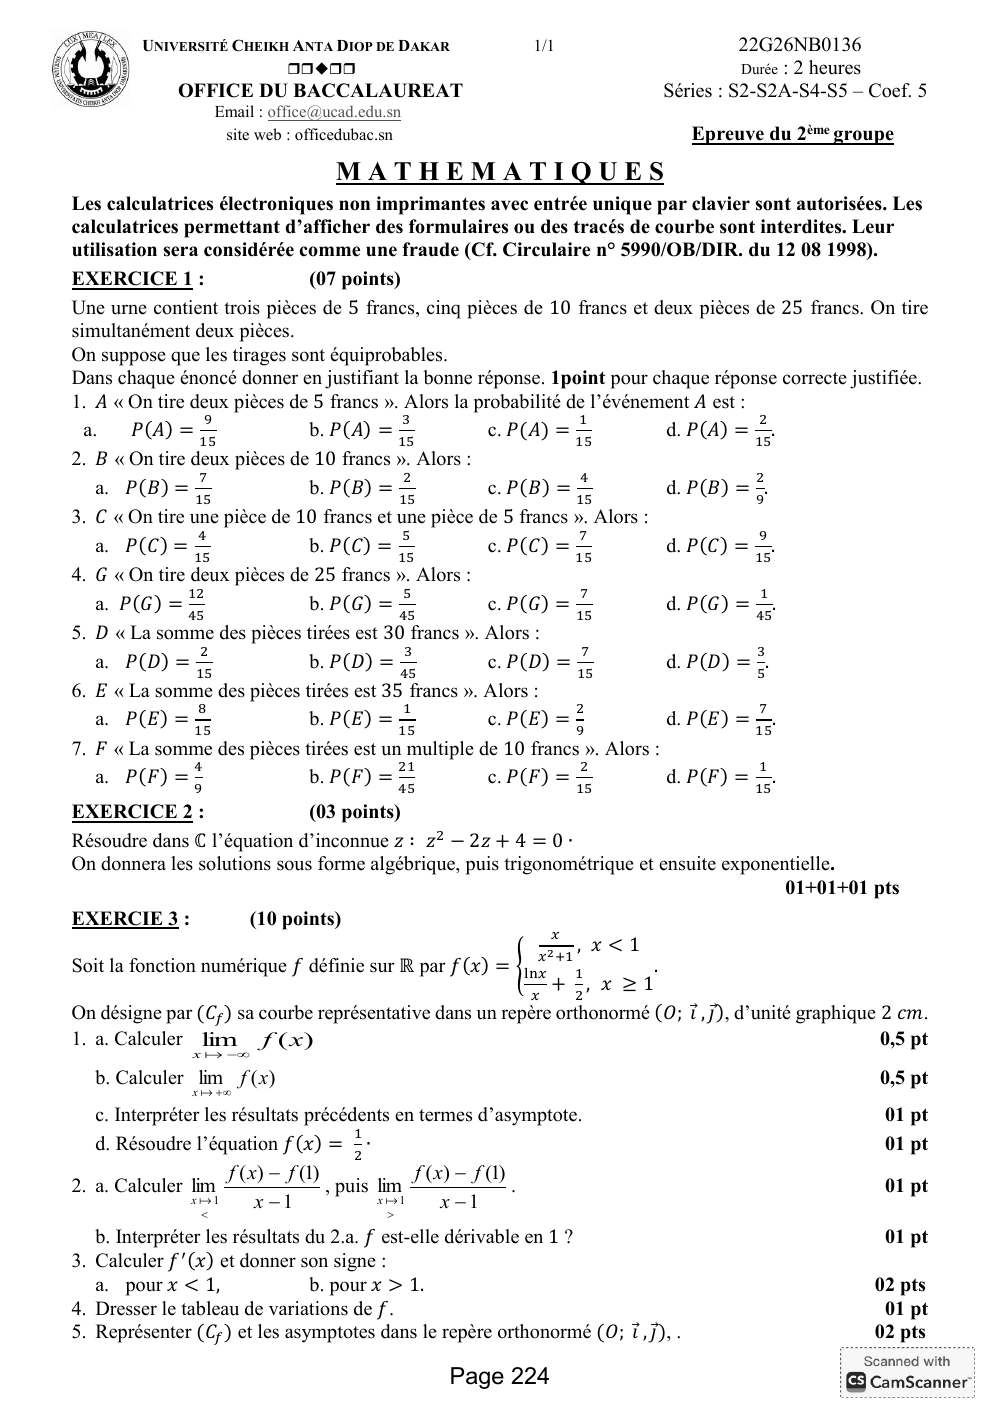 UNIVERSITÉ CHEIKH ANTA DIOP DE DAKAR 1/1 22G26NB0136
❒❒◆❒❒ Durée : 2 heures
OFFICE DU BACCALAUREAT Séries : S2-S2A-S4-S5 – Coef. 5
Email : office@ucad.edu.sn
site web : officedubac.sn Epreuve du 2ème groupe
M A T H E M A T I Q U E S
Les calculatrices électroniques non imprimantes avec entrée unique par clavier sont autorisées. Les
calculatrices permettant d’afficher des formulaires ou des tracés de courbe sont interdites. Leur
utilisation sera considérée comme une fraude (Cf. Circulaire n° 5990/OB/DIR. du 12 08 1998).
EXERCICE 1 : (07 points)
Une urne contient trois pièces de 5 francs, cinq pièces de 10 francs et deux pièces de 25 francs. On tire
simultanément deux pièces.
On suppose que les tirages sont équiprobables.
Dans chaque énoncé donner en justifiant la bonne réponse. 1point pour chaque réponse correcte justifiée.
1. A « On tire deux pièces de 5 francs ». Alors la probabilité de l’événement A est :
a. P(A) = 9/15 b. P(A) = 3/15 c. P(A) = 1/15 d. P(A) = 2/15.
2. B « On tire deux pièces de 10 francs ». Alors :
a. P(B) = 7/15 b. P(B) = 2/15 c. P(B) = 4/15 d. P(B) = 2/9.
3. C « On tire une pièce de 10 francs et une pièce de 5 francs ». Alors :
a. P(C) = 4/15 b. P(C) = 5/15 c. P(C) = 7/15 d. P(C) = 9/15.
4. G « On tire deux pièces de 25 francs ». Alors :
a. P(G) = 12/45 b. P(G) = 5/45 c. P(G) = 7/15 d. P(G) = 1/45.
5. D « La somme des pièces tirées est 30 francs ». Alors :
a. P(D) = 2/15 b. P(D) = 3/45 c. P(D) = 7/15 d. P(D) = 3/5.
6. E « La somme des pièces tirées est 35 francs ». Alors :
a. P(E) = 8/15 b. P(E) = 1/15 c. P(E) = 2/9 d. P(E) = 7/15.
7. F « La somme des pièces tirées est un multiple de 10 francs ». Alors :
a. P(F) = 4/9 b. P(F) = 21/45 c. P(F) = 2/15 d. P(F) = 1/15.
EXERCICE 2 : (03 points)
Résoudre dans ℂ l’équation d’inconnue z : z² − 2z + 4 = 0 ·
On donnera les solutions sous forme algébrique, puis trigonométrique et ensuite exponentielle.
01+01+01 pts
EXERCIE 3 : (10 points)
Soit la fonction numérique f définie sur ℝ par f(x) = { x/(x²+1), x < 1
lnx/x + 1/2, x ≥ 1 .
On désigne par (Cf) sa courbe représentative dans un repère orthonormé (O; i⃗ , j⃗), d’unité graphique 2 cm.
1. a. Calculer lim x↦−∞ f(x) 0,5 pt
b. Calculer lim x↦+∞ f(x) 0,5 pt
c. Interpréter les résultats précédents en termes d’asymptote. 01 pt
d. Résoudre l’équation f(x) = 1/2 · 01 pt
2. a. Calculer lim x↦1 < (f(x) − f(1))/(x − 1) , puis lim x↦1 > (f(x) − f(1))/(x − 1) . 01 pt
b. Interpréter les résultats du 2.a. f est-elle dérivable en 1 ? 01 pt
3. Calculer f ′(x) et donner son signe :
a. pour x < 1, b. pour x > 1. 02 pts
4. Dresser le tableau de variations de f. 01 pt
5. Représenter (Cf) et les asymptotes dans le repère orthonormé (O; i⃗ , j⃗), . 02 pts
Page 224
Scanned with
CS CamScanner